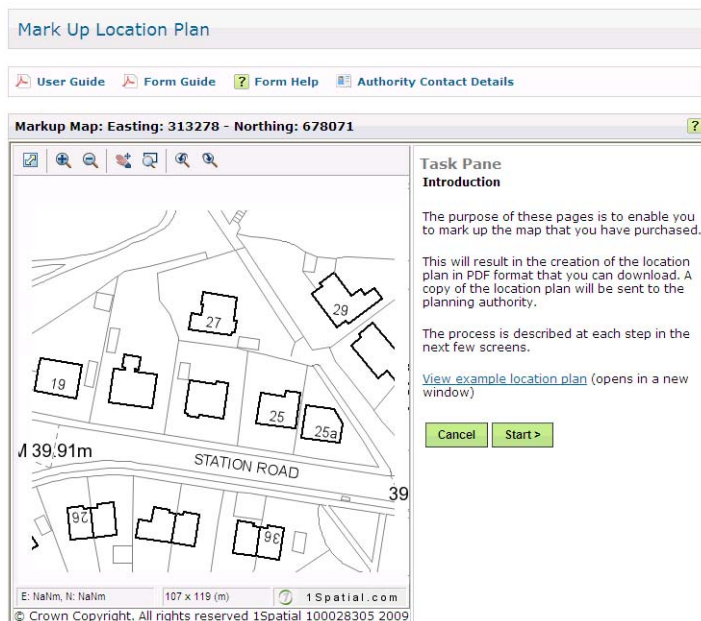 Mark Up Location Plan
User Guide Form Guide ? Form Help Authority Contact Details
Markup Map: Easting: 313278 - Northing: 678071 ?
Task Pane
Introduction
The purpose of these pages is to enable you
to mark up the map that you have purchased.
This will result in the creation of the location
plan in PDF format that you can download. A
copy of the location plan will be sent to the
planning authority.
The process is described at each step in the
next few screens.
View example location plan (opens in a new
window)
Cancel Start >
29
27
19
25
25a
39.91m
STATION ROAD
39
26
36
E: NaNm, N: NaNm 107 x 119 (m) 1Spatial.com
© Crown Copyright. All rights reserved 1Spatial 100028305 2009